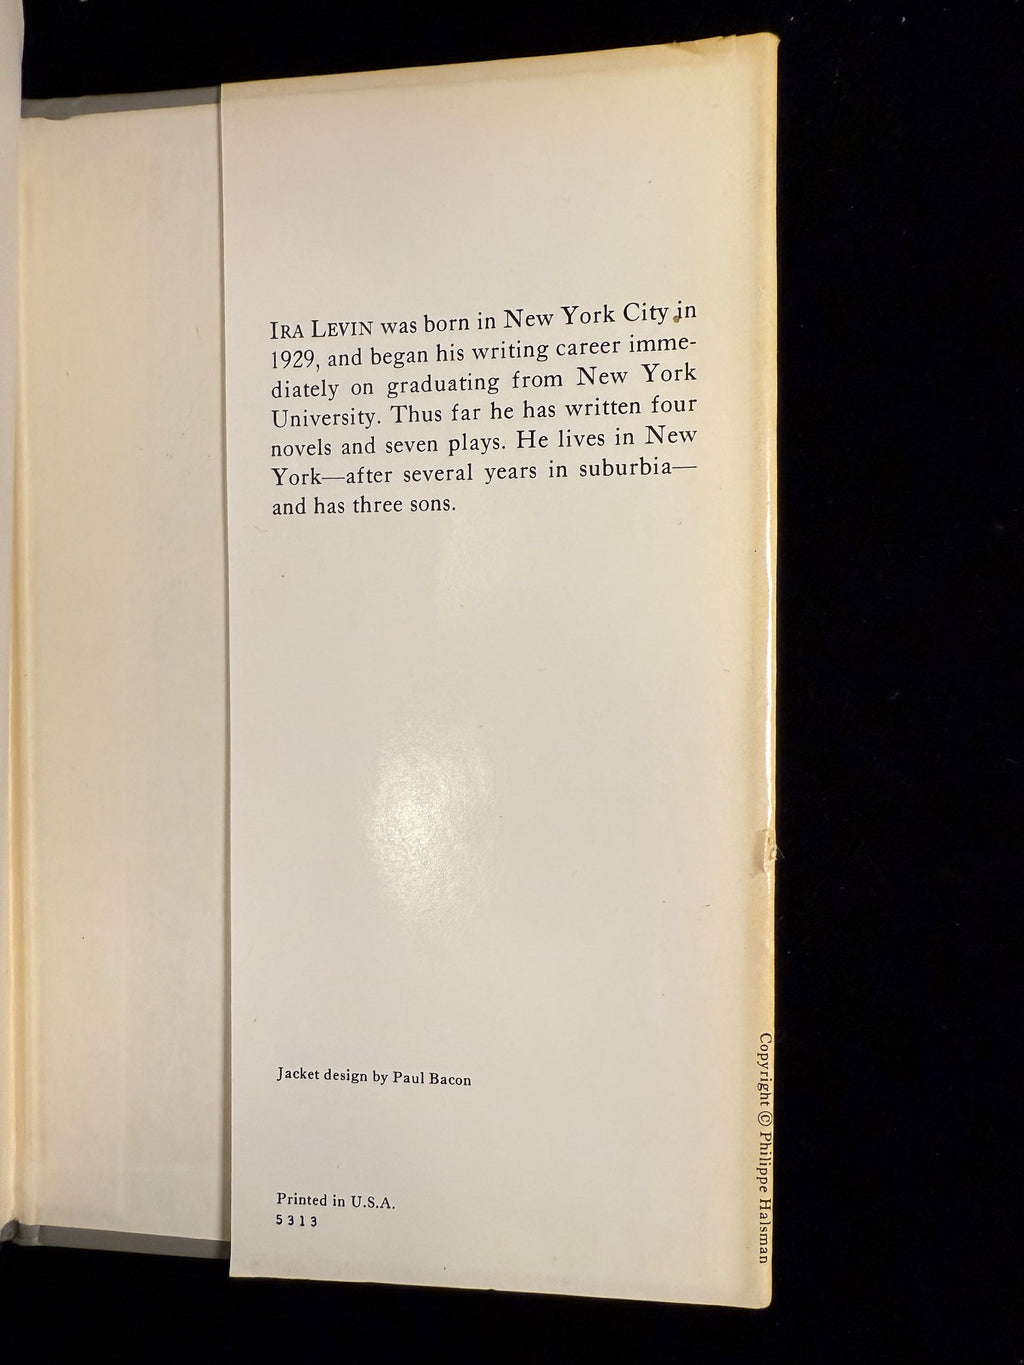 IRA LEVIN was born in New York City in
1929, and began his writing career imme-
diately on graduating from New York
University. Thus far he has written four
novels and seven plays. He lives in New
York—after several years in suburbia—
and has three sons.
Jacket design by Paul Bacon
Printed in U.S.A.
5313
Copyright © Philippe Halsman